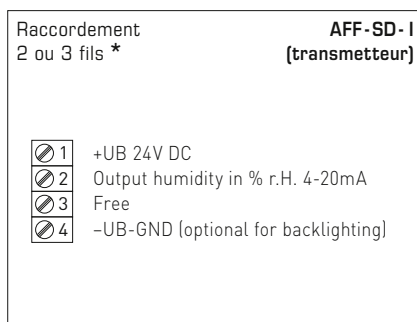 Raccordement
2 ou 3 fils *
AFF-SD-I
(transmetteur)
1 +UB 24V DC
2 Output humidity in % r.H. 4-20mA
3 Free
4 –UB-GND (optional for backlighting)